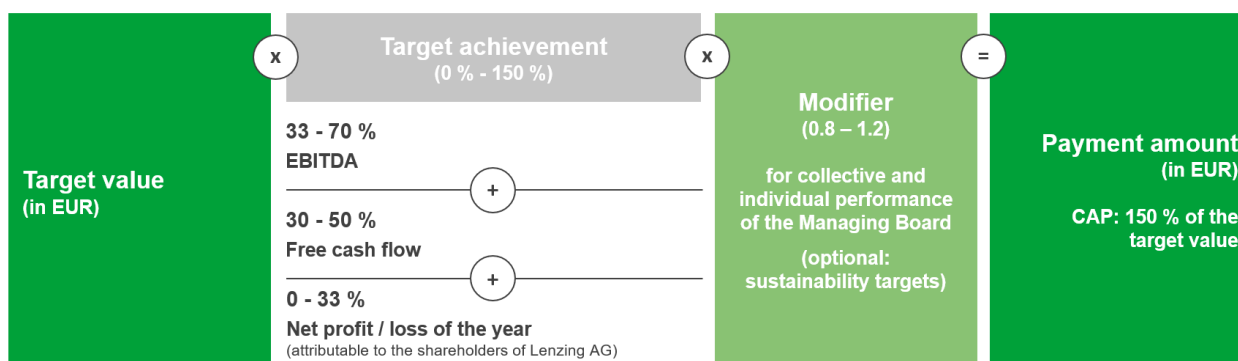 Target value
(in EUR)
x
Target achievement
(0 % - 150 %)
33 - 70 %
EBITDA
+
30 - 50 %
Free cash flow
+
0 - 33 %
Net profit / loss of the year
(attributable to the shareholders of Lenzing AG)
x
Modifier
(0.8 – 1.2)
for collective and
individual performance
of the Managing Board
(optional:
sustainability targets)
=
Payment amount
(in EUR)
CAP: 150 % of the
target value